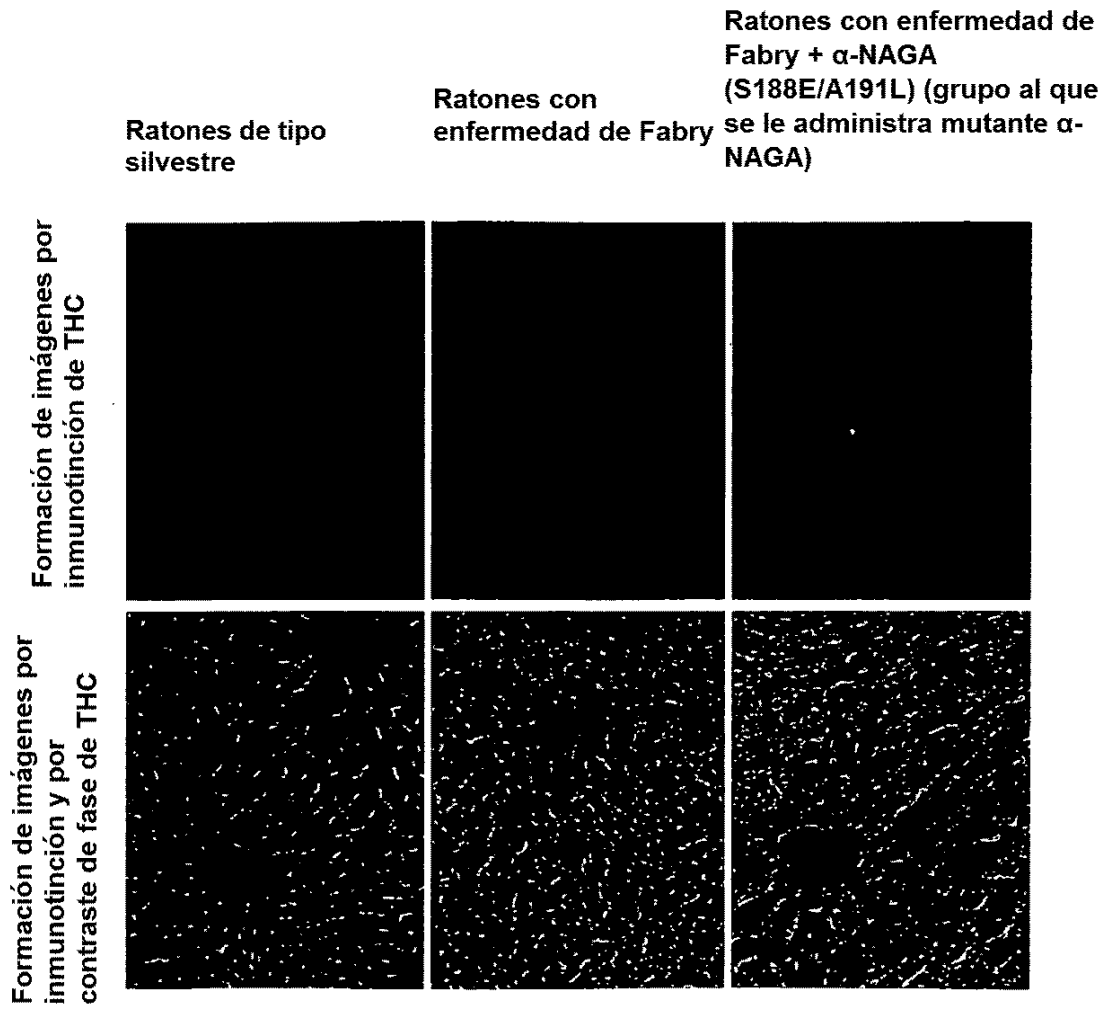 Ratones de tipo
silvestre
Ratones con
enfermedad de Fabry
Ratones con enfermedad de
Fabry + α-NAGA
(S188E/A191L) (grupo al que
se le administra mutante α-
NAGA)
Formación de imágenes por
inmunotinción de THC
Formación de imágenes por
inmunotinción y por
contraste de fase de THC